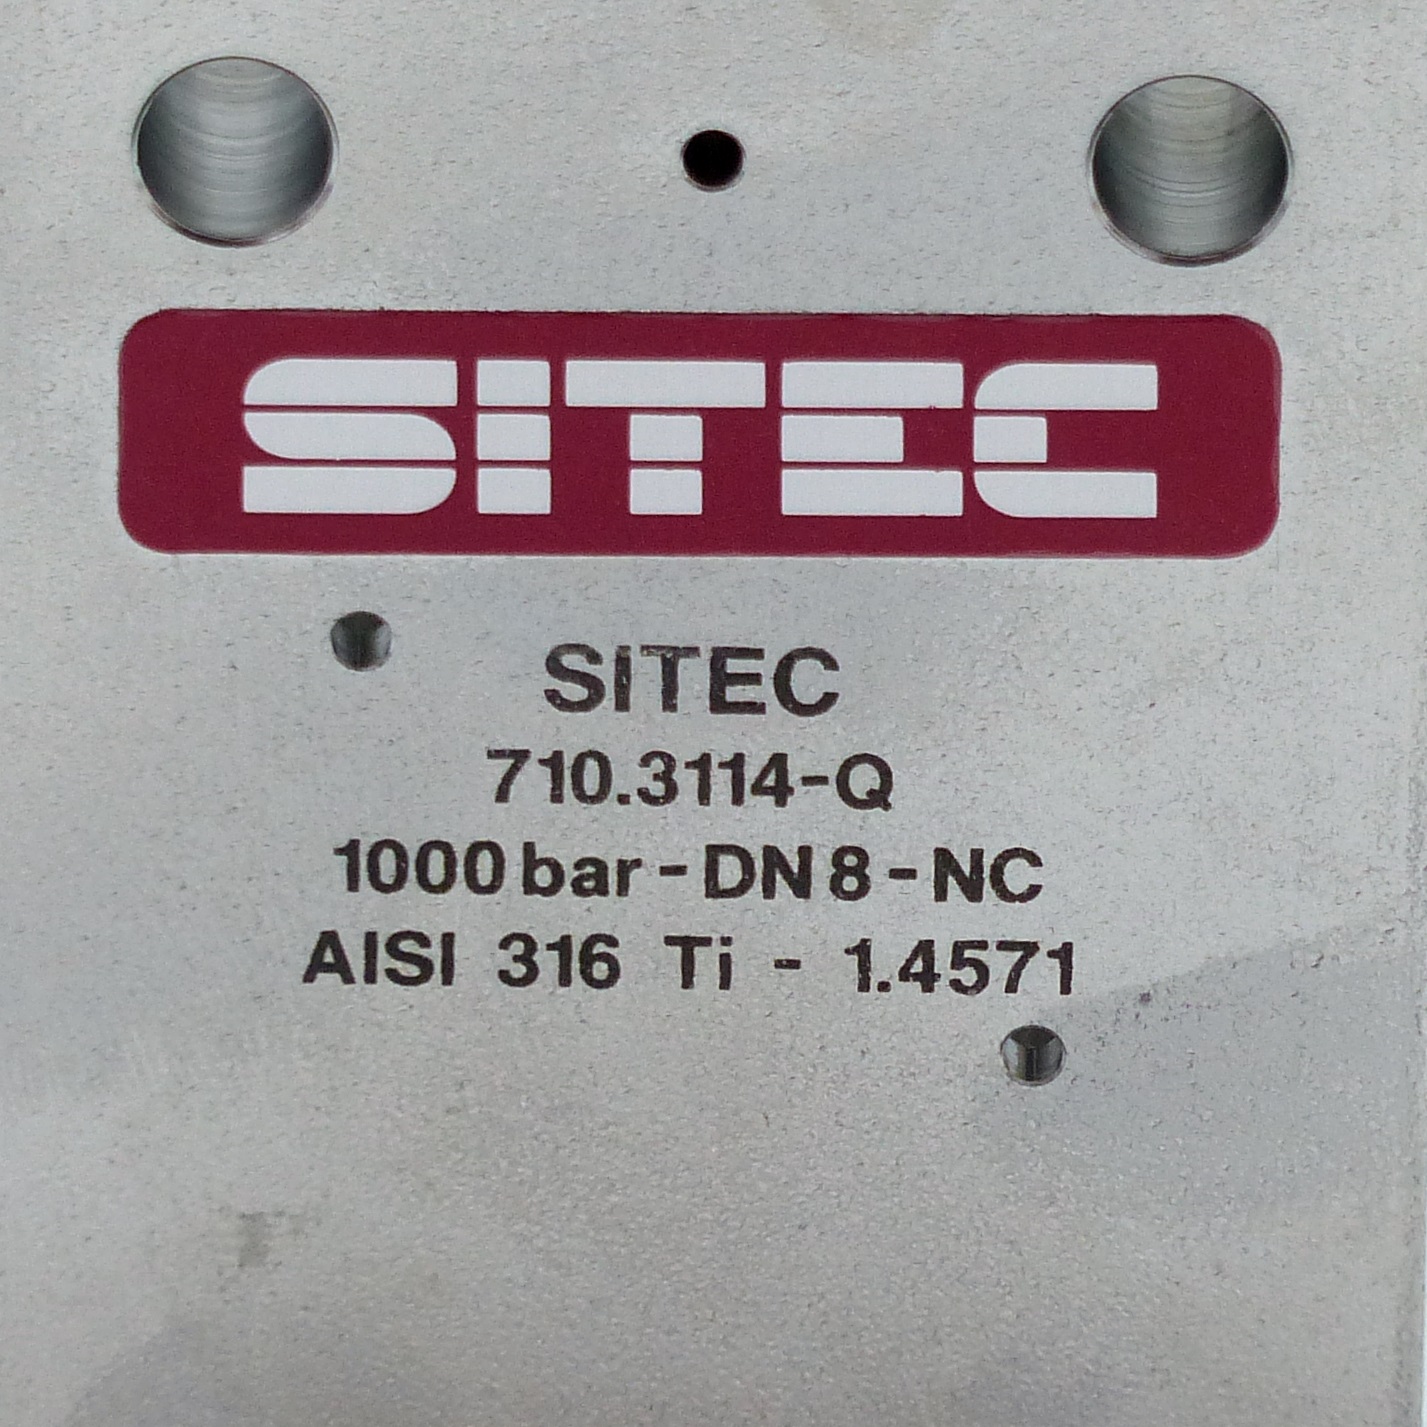 SITEC
SITEC
710.3114-Q
1000 bar - DN 8 - NC
AISI 316 Ti - 1.4571